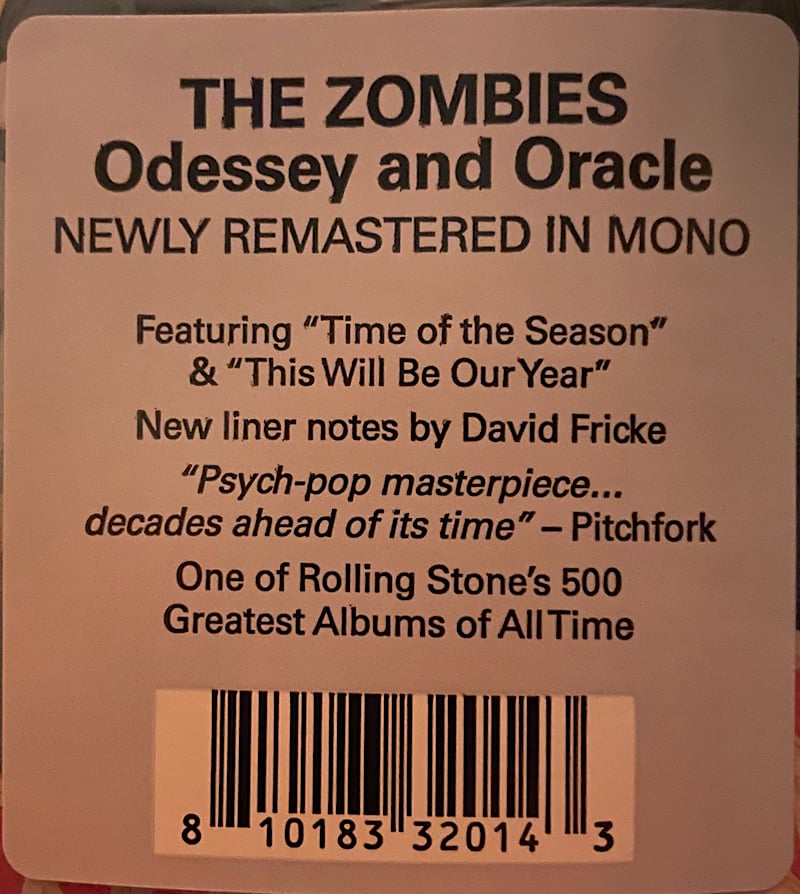 THE ZOMBIES
Odessey and Oracle
NEWLY REMASTERED IN MONO
Featuring “Time of the Season”
& “This Will Be Our Year”
New liner notes by David Fricke
“Psych-pop masterpiece...
decades ahead of its time” – Pitchfork
One of Rolling Stone’s 500
Greatest Albums of All Time
8 10183 32014 3